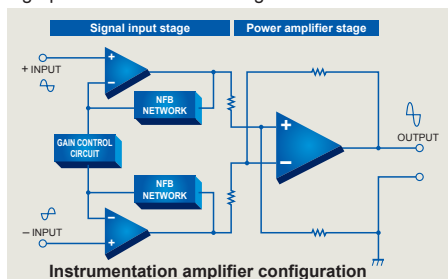 Signal input stage
Power amplifier stage
+ INPUT
+
−
NFB
NETWORK
GAIN CONTROL
CIRCUIT
+
−
OUTPUT
NFB
NETWORK
−
+
− INPUT
Instrumentation amplifier configuration